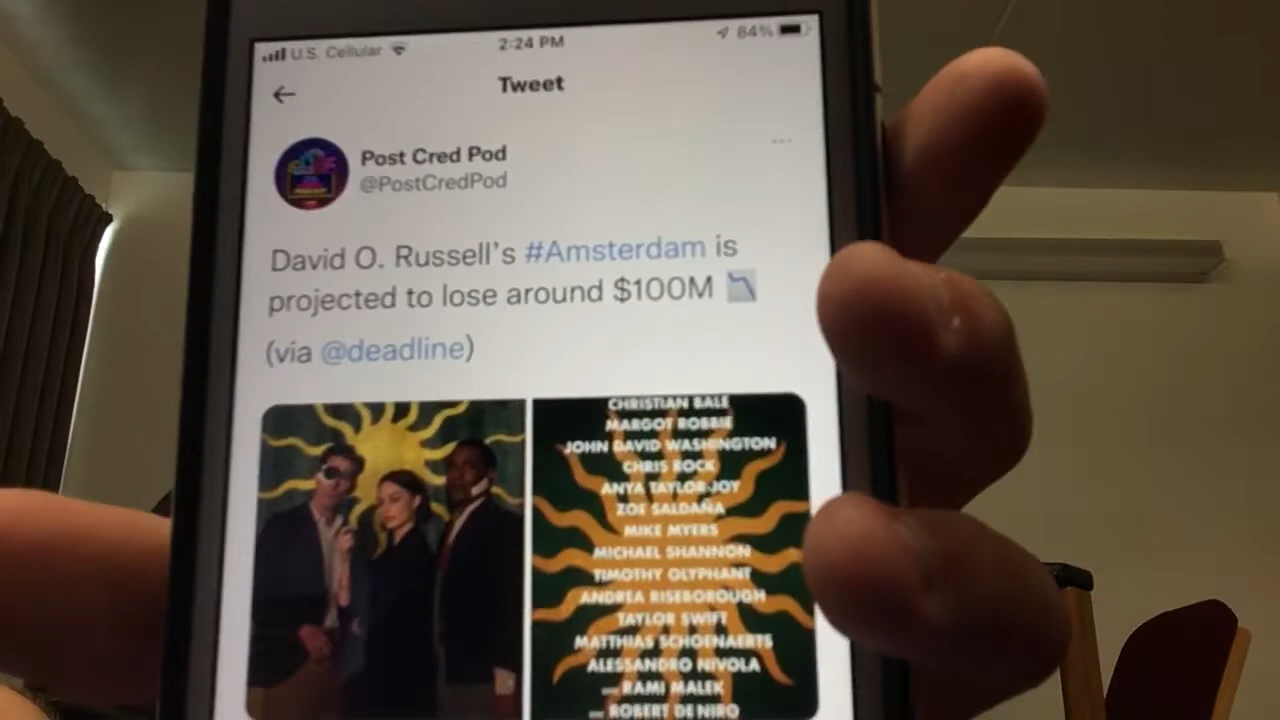 U.S. Cellular
2:24 PM
84%
Tweet
Post Cred Pod
@PostCredPod
David O. Russell's #Amsterdam is
projected to lose around $100M
(via @deadline)
CHRISTIAN BALE
MARGOT ROBBIE
JOHN DAVID WASHINGTON
CHRIS ROCK
ANYA TAYLOR-JOY
ZOE SALDAÑA
MIKE MYERS
MICHAEL SHANNON
TIMOTHY OLYPHANT
ANDREA RISEBOROUGH
TAYLOR SWIFT
MATTHIAS SCHOENAERTS
ALESSANDRO NIVOLA
RAMI MALEK
ROBERT DE NIRO